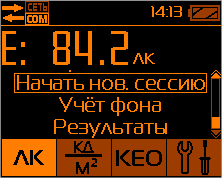 СЕТЬ 14:13
COM
E: 84.2 ЛК
Начать нов. сессию
Учёт фона
Результаты
ЛК КД/М² КЕО